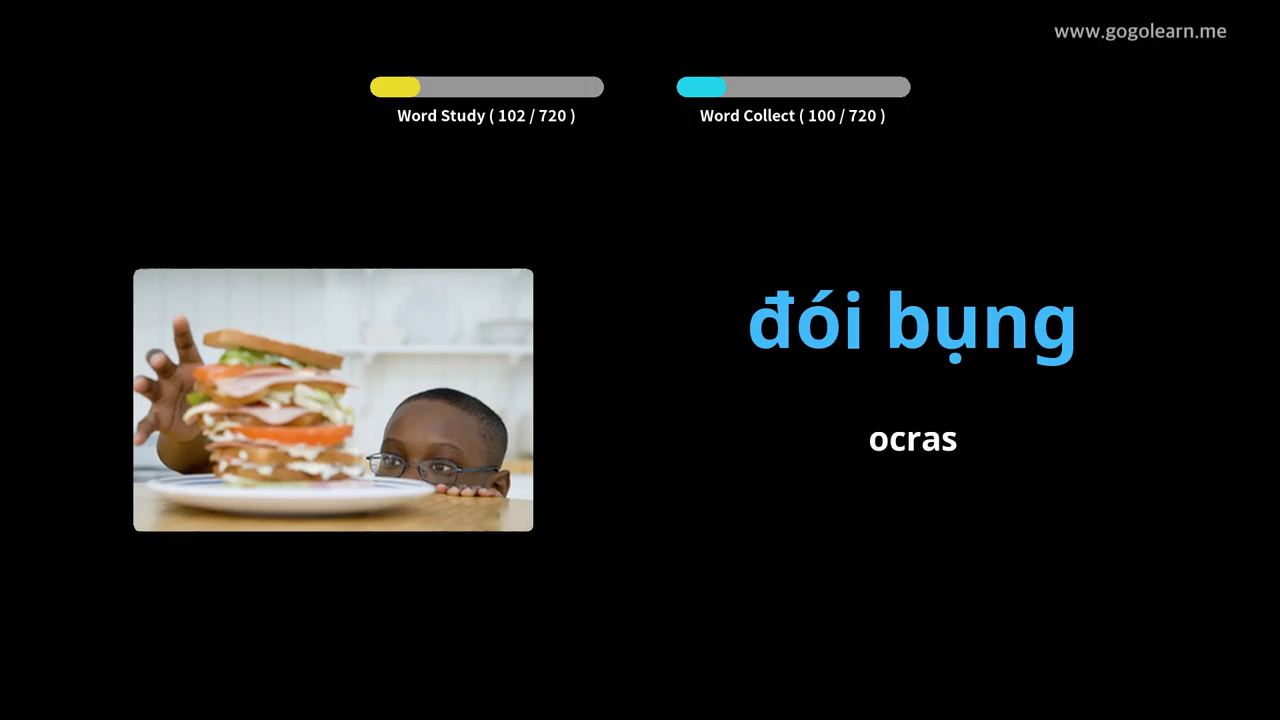 www.gogolearn.me
Word Study ( 102 / 720 )
Word Collect ( 100 / 720 )
đói bụng
ocras